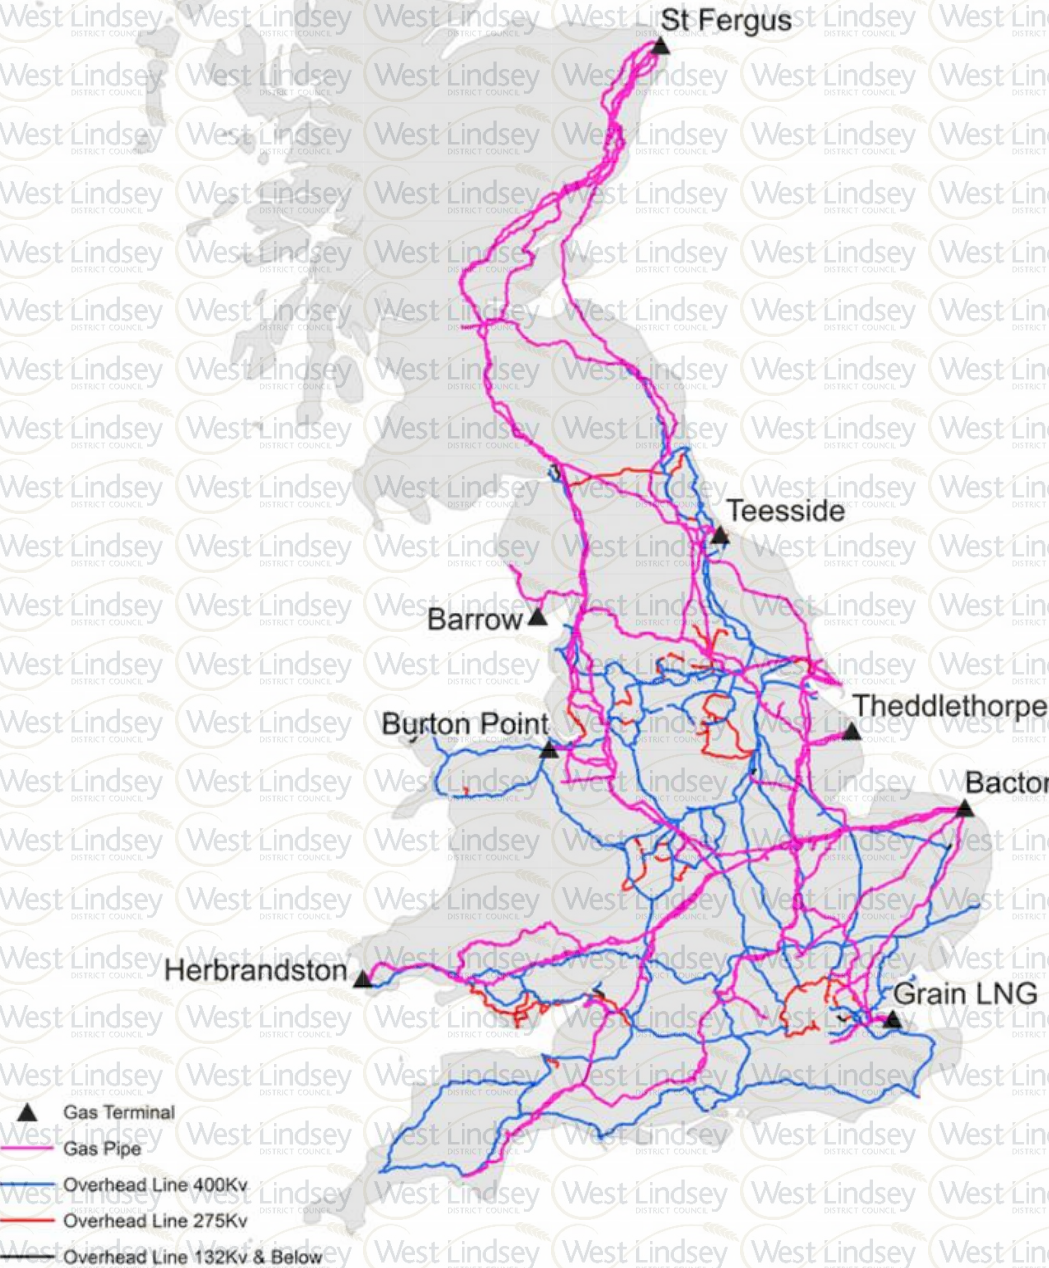 St Fergus
Teesside
Barrow
Theddlethorpe
Burton Point
Bacton
Herbrandston
Grain LNG
Gas Terminal
Gas Pipe
Overhead Line 400Kv
Overhead Line 275Kv
Overhead Line 132Kv & Below
West Lindsey
DISTRICT COUNCIL